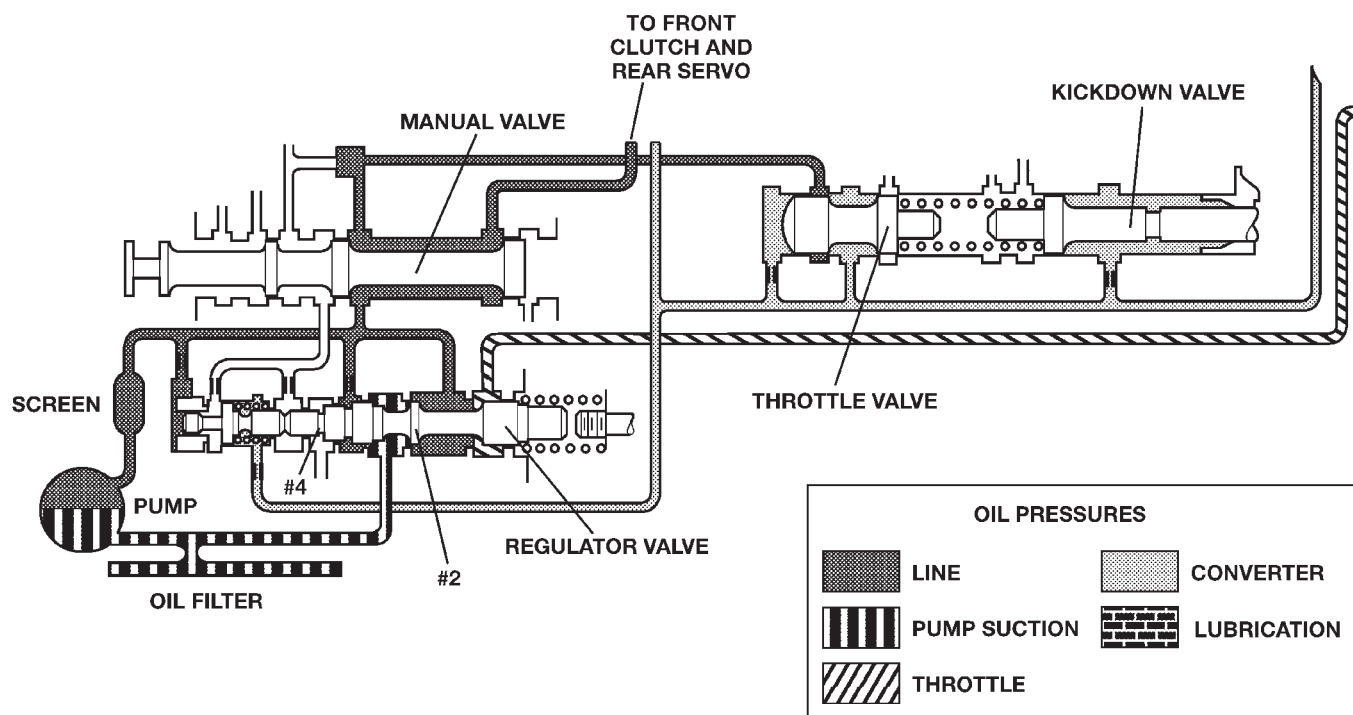 TO FRONT
CLUTCH AND
REAR SERVO
KICKDOWN VALVE
MANUAL VALVE
THROTTLE VALVE
SCREEN
#4
PUMP
REGULATOR VALVE
#2
OIL FILTER
OIL PRESSURES
LINE
CONVERTER
PUMP SUCTION
LUBRICATION
THROTTLE